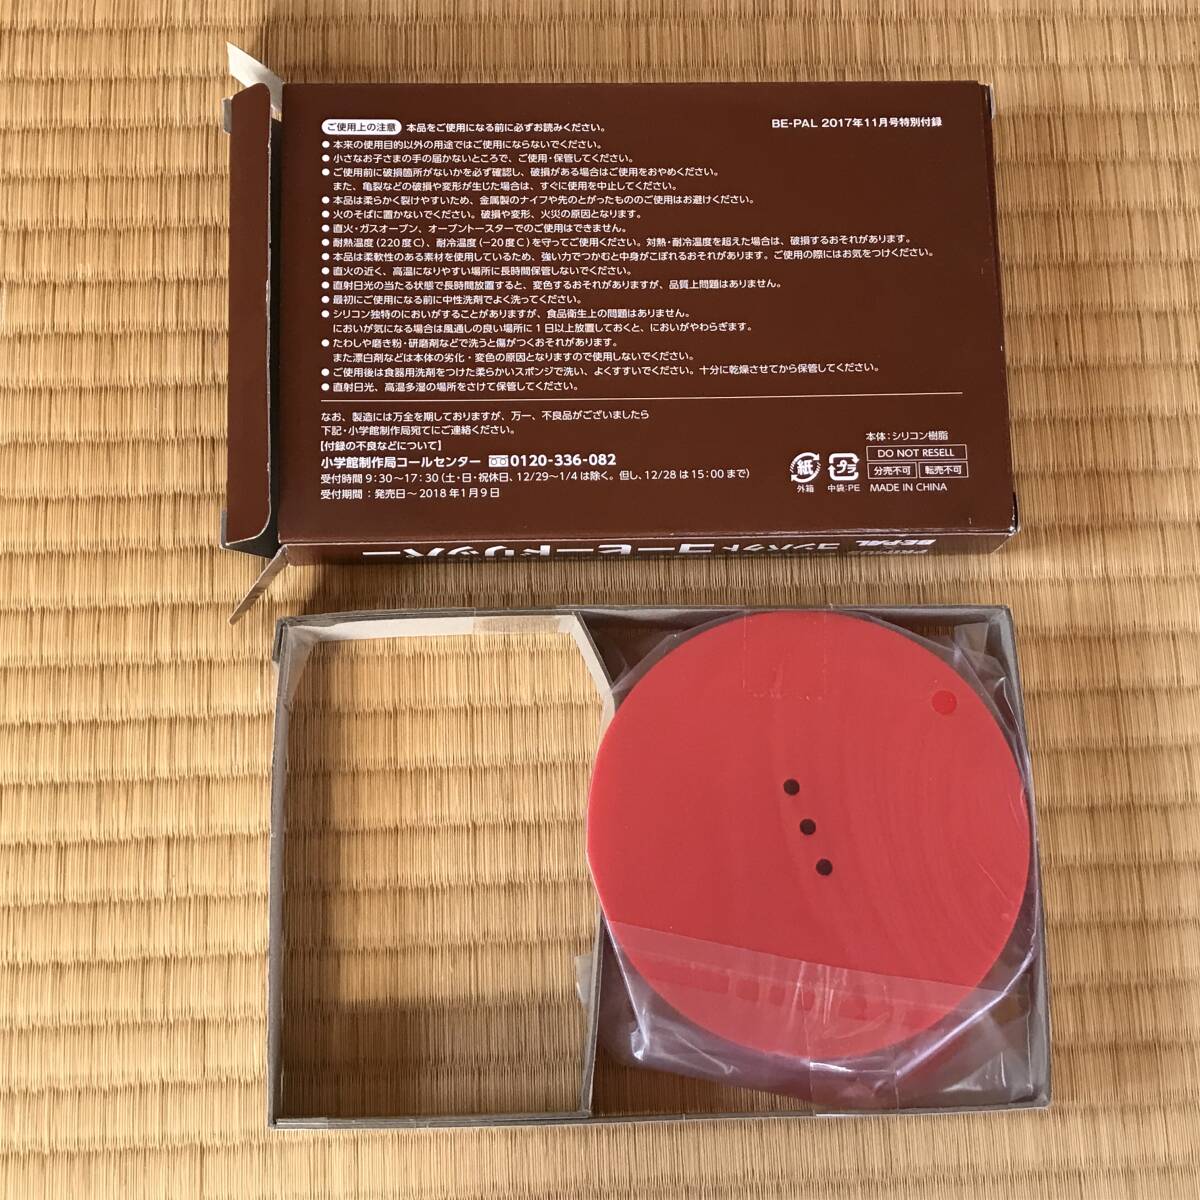 ご使用上の注意 本品をご使用になる前に必ずお読みください。
BE-PAL 2017年11月号特別付録
●本来の使用目的以外の用途ではご使用にならないでください。
●小さなお子さまの手の届かないところで、ご使用・保管してください。
●ご使用前に破損箇所がないかを必ず確認し、破損がある場合はご使用をおやめください。
また、亀裂などの破損や変形が生じた場合は、すぐに使用を中止してください。
●本品は柔らかく裂けやすいため、金属製のナイフや先のとがったもののご使用はお避けください。
●火のそばに置かないでください。破損や変形、火災の原因となります。
●直火・ガスオーブン、オーブントースターでのご使用はできません。
●耐熱温度(220度C)、耐冷温度(−20度C)を守ってご使用ください。対熱・耐冷温度を超えた場合は、破損するおそれがあります。
●本品は柔軟性のある素材を使用しているため、強い力でつかむと中身がこぼれるおそれがあります。ご使用の際にはお気をつけください。
●直火の近く、高温になりやすい場所に長時間保管しないでください。
●直射日光の当たる状態で長時間放置すると、変色するおそれがありますが、品質上問題はありません。
●最初にご使用になる前に中性洗剤でよく洗ってください。
●シリコン独特のにおいがすることがありますが、食品衛生上の問題はありません。
においが気になる場合は風通しの良い場所に1日以上放置しておくと、においがやわらぎます。
●たわしや磨き粉・研磨剤などで洗うと傷がつくおそれがあります。
また漂白剤などは本体の劣化・変色の原因となりますので使用しないでください。
●ご使用後は食器用洗剤をつけた柔らかいスポンジで洗い、よくすすいでください。十分に乾燥させてから保管してください。
●直射日光、高温多湿の場所をさけて保管してください。
なお、製造には万全を期しておりますが、万一、不良品がございましたら
下記・小学館制作局宛てにご連絡ください。
【付録の不良などについて】
小学館制作局コールセンター 0120-336-082
受付時間 9:30〜17:30(土・日・祝休日、12/29〜1/4は除く。但し、12/28は15:00まで)
受付期間:発売日〜2018年1月9日
本体:シリコン樹脂
DO NOT RESELL
分売不可 転売不可
MADE IN CHINA
紙
外箱
プラ
中袋:PE
BE-PAL コンパクトコーヒードリッパー